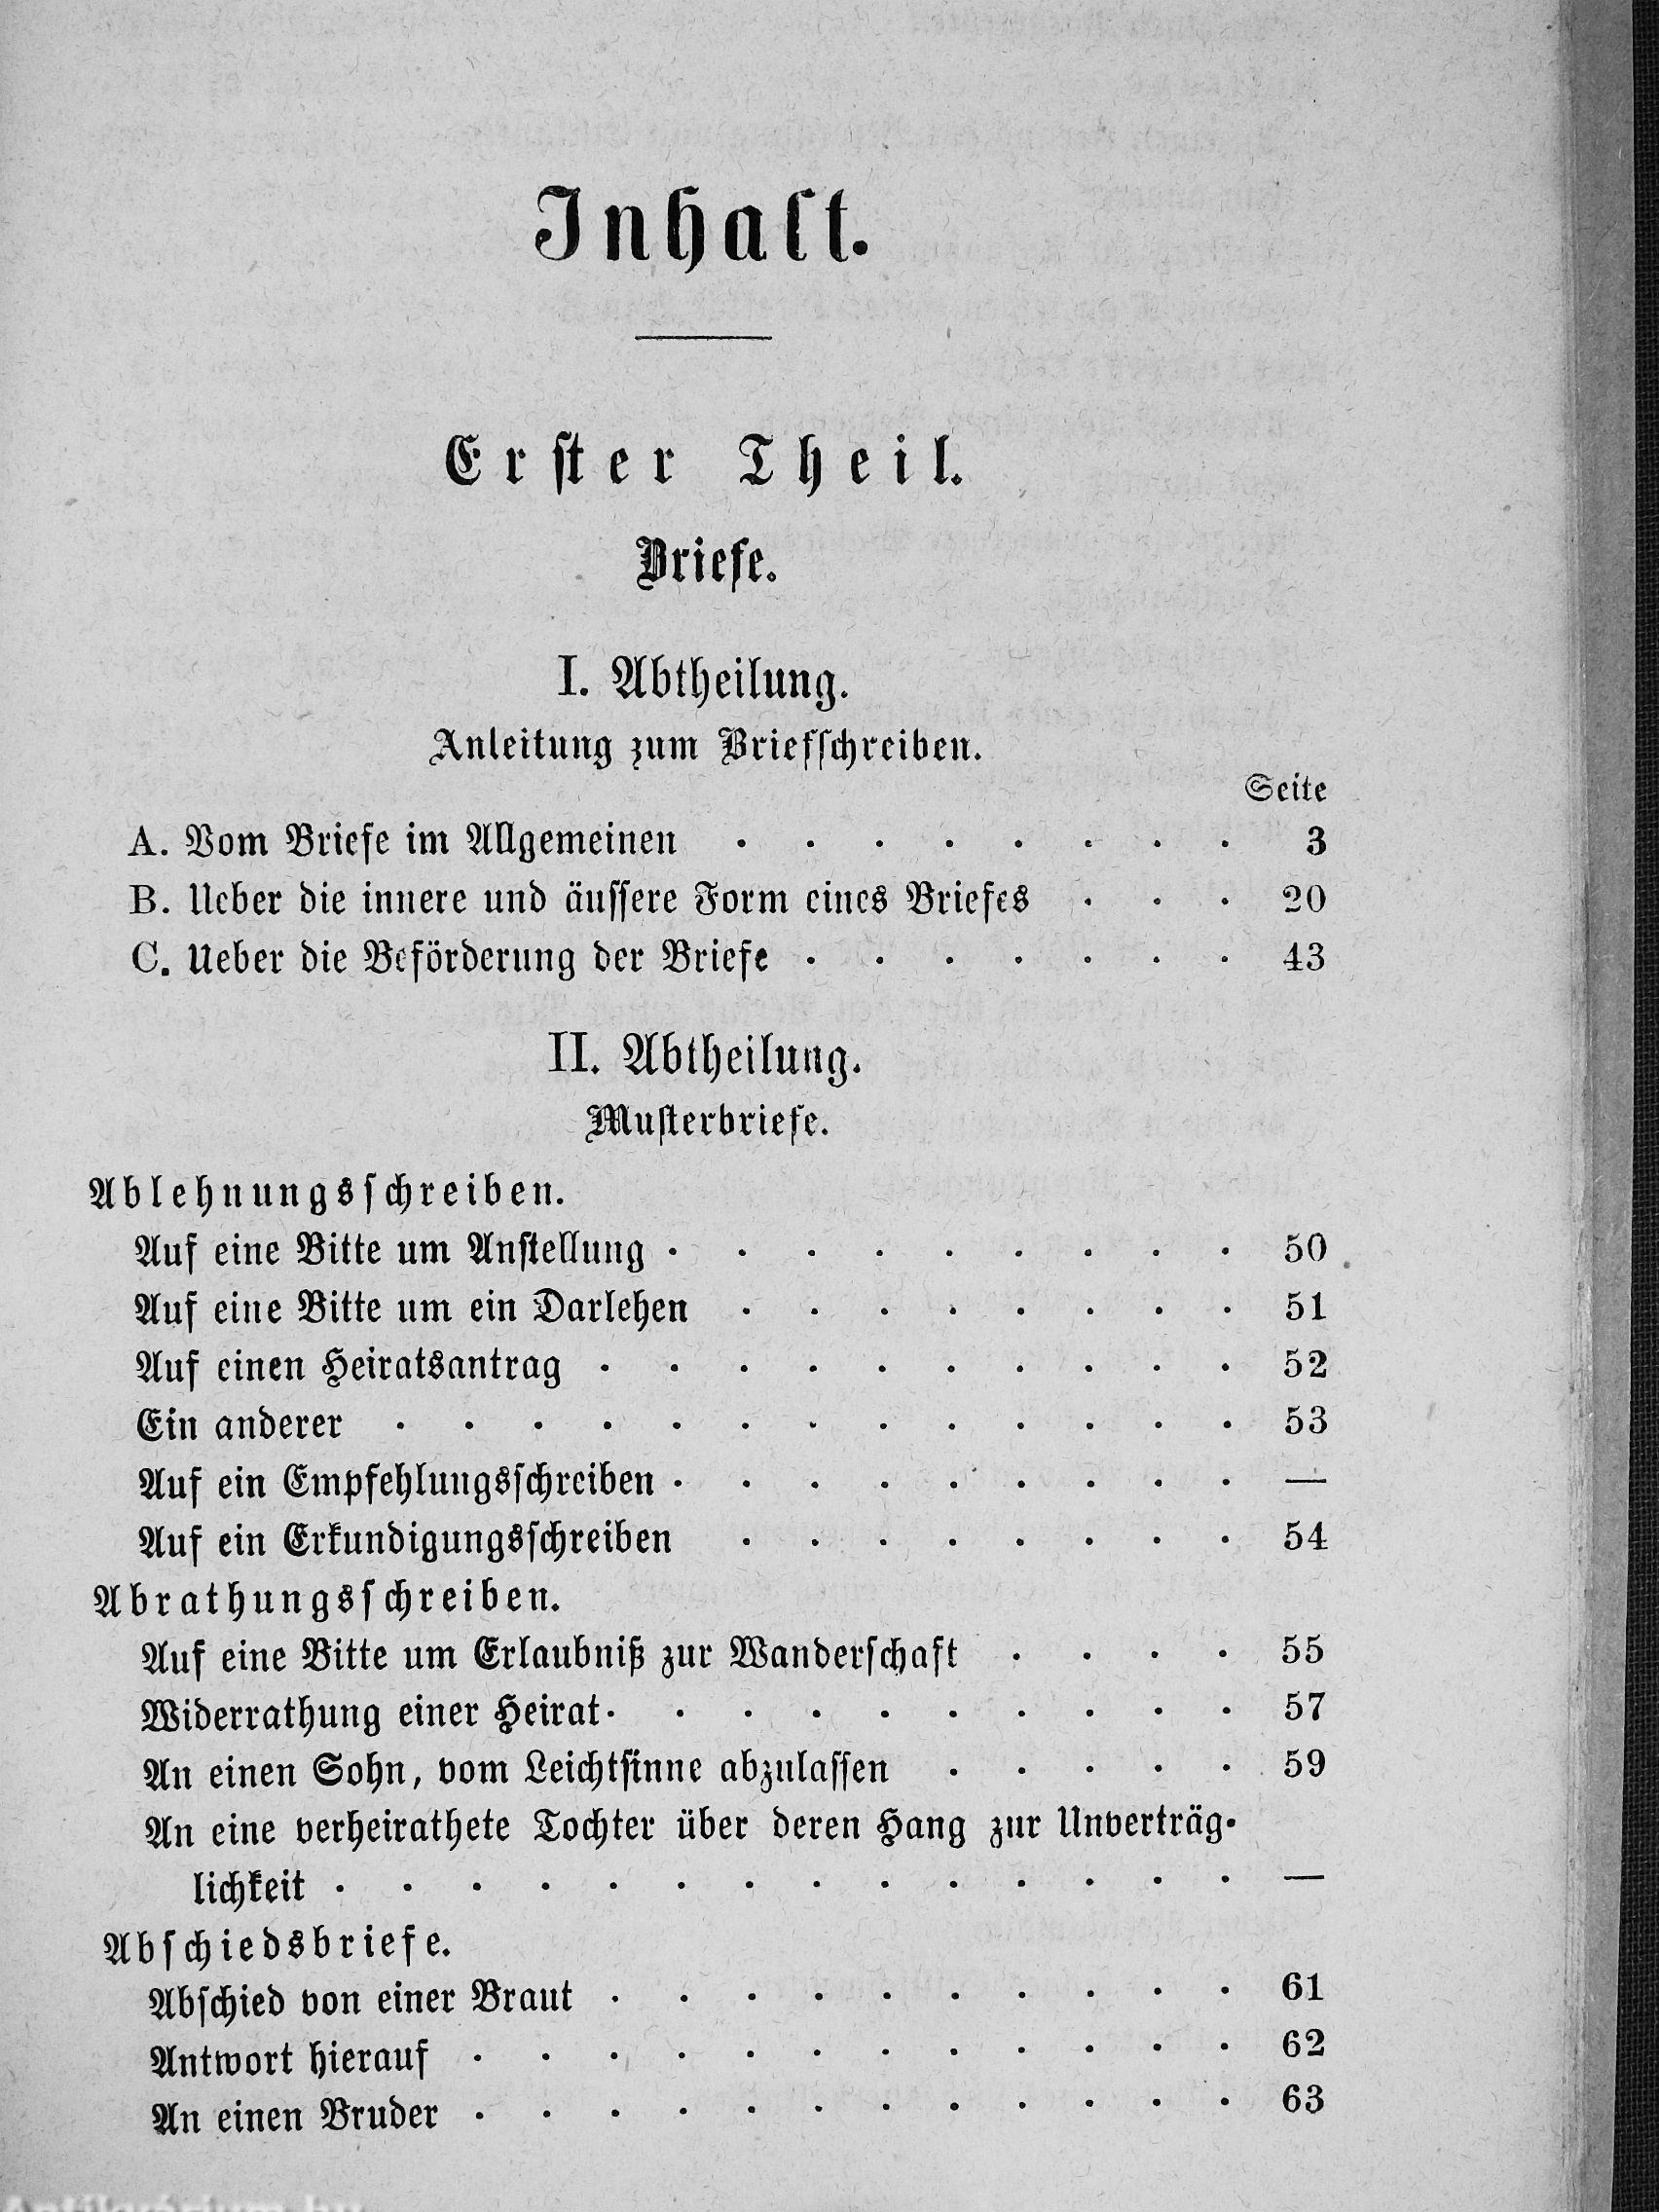 Inhalt.
Erster Theil.
Briefe.
I. Abtheilung.
Anleitung zum Briefschreiben.
Seite
A. Vom Briefe im Allgemeinen . . . . . . . . 3
B. Ueber die innere und äussere Form eines Briefes . . . 20
C. Ueber die Beförderung der Briefe . . . . . . . 43
II. Abtheilung.
Musterbriefe.
Ablehnungsschreiben.
Auf eine Bitte um Anstellung . . . . . . . . . 50
Auf eine Bitte um ein Darlehen . . . . . . . . 51
Auf einen Heiratsantrag . . . . . . . . . . 52
Ein anderer . . . . . . . . . . . . . 53
Auf ein Empfehlungsschreiben . . . . . . . . . —
Auf ein Erkundigungsschreiben . . . . . . . . 54
Abrathungsschreiben.
Auf eine Bitte um Erlaubniß zur Wanderschaft . . . . 55
Widerrathung einer Heirat . . . . . . . . . . 57
An einen Sohn, vom Leichtsinne abzulassen . . . . . 59
An eine verheirathete Tochter über deren Hang zur Unverträg-
lichkeit . . . . . . . . . . . . . . —
Abschiedsbriefe.
Abschied von einer Braut . . . . . . . . . . 61
Antwort hierauf . . . . . . . . . . . . 62
An einen Bruder . . . . . . . . . . . . 63